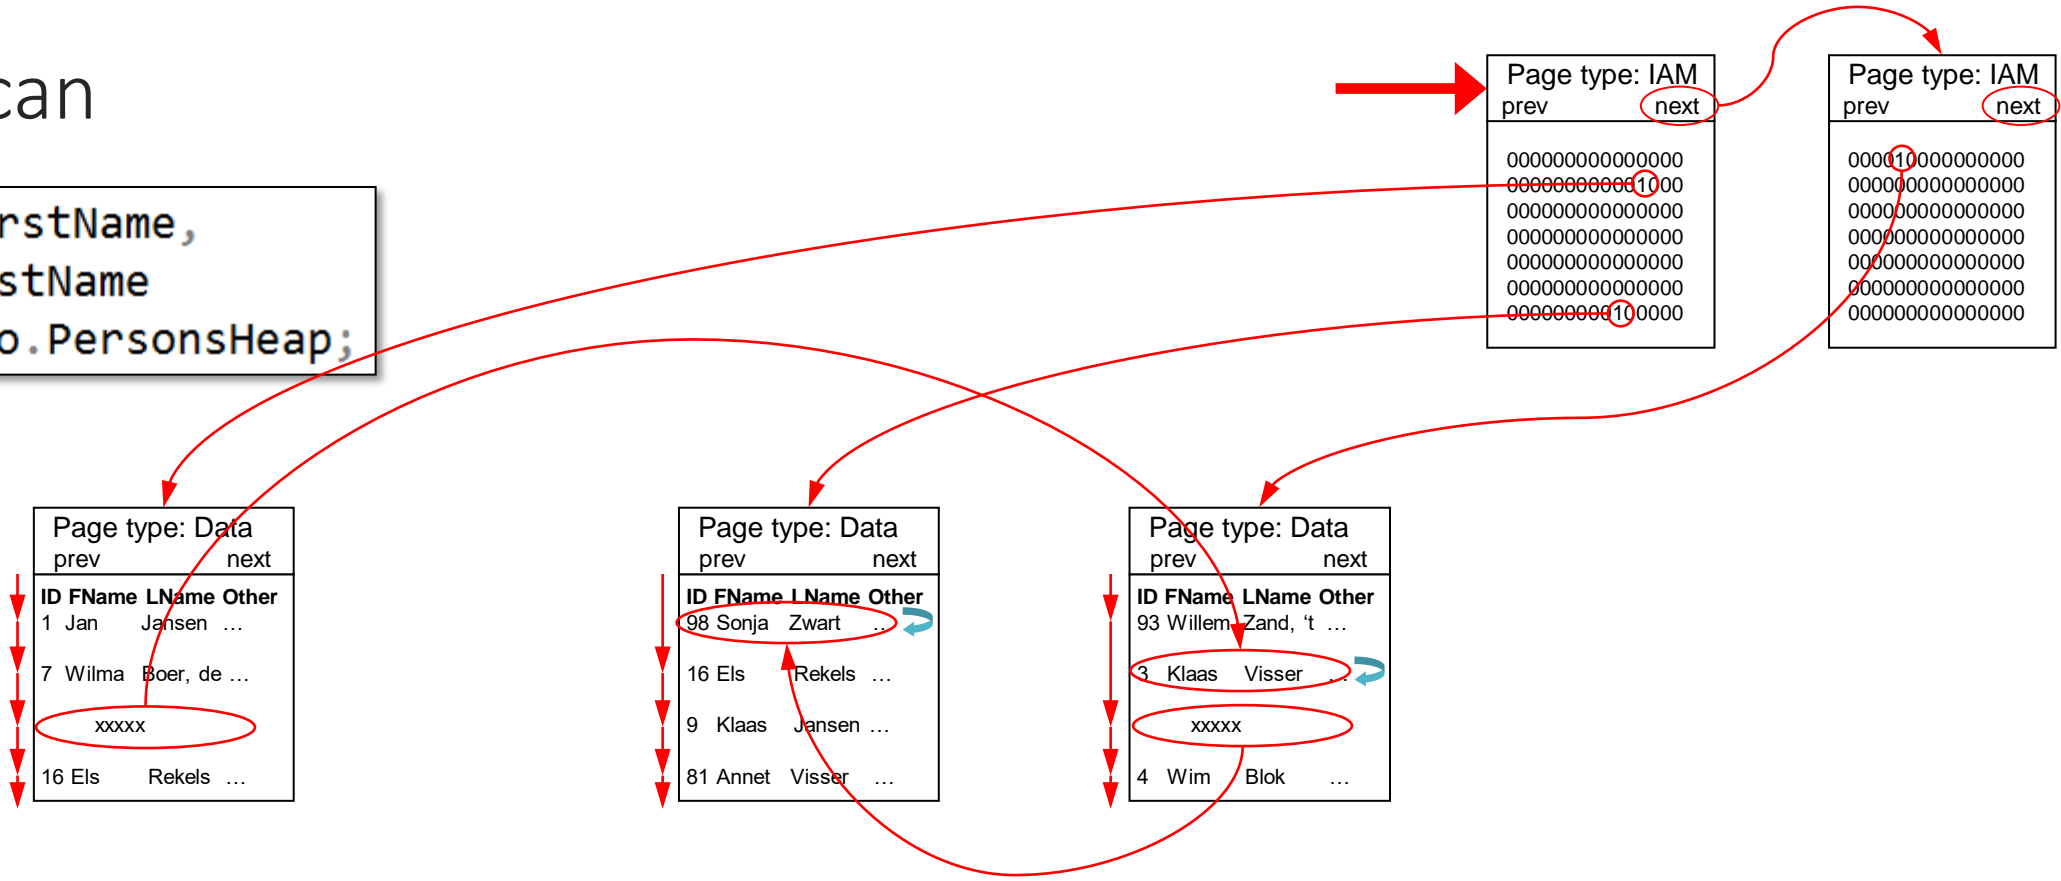 can
rstName,
stName
o.PersonsHeap;
Page type: IAM
prev next
000000000000000
000000000001000
000000000000000
000000000000000
000000000000000
000000000000000
000000000100000
Page type: IAM
prev next
000010000000000
000000000000000
000000000000000
000000000000000
000000000000000
000000000000000
000000000000000
Page type: Data
prev next
ID FName LName Other
1 Jan Jansen …
7 Wilma Boer, de …
xxxxx
16 Els Rekels …
Page type: Data
prev next
ID FName LName Other
98 Sonja Zwart …
16 Els Rekels …
9 Klaas Jansen …
81 Annet Visser …
Page type: Data
prev next
ID FName LName Other
93 Willem Zand, ‘t …
3 Klaas Visser …
xxxxx
4 Wim Blok …